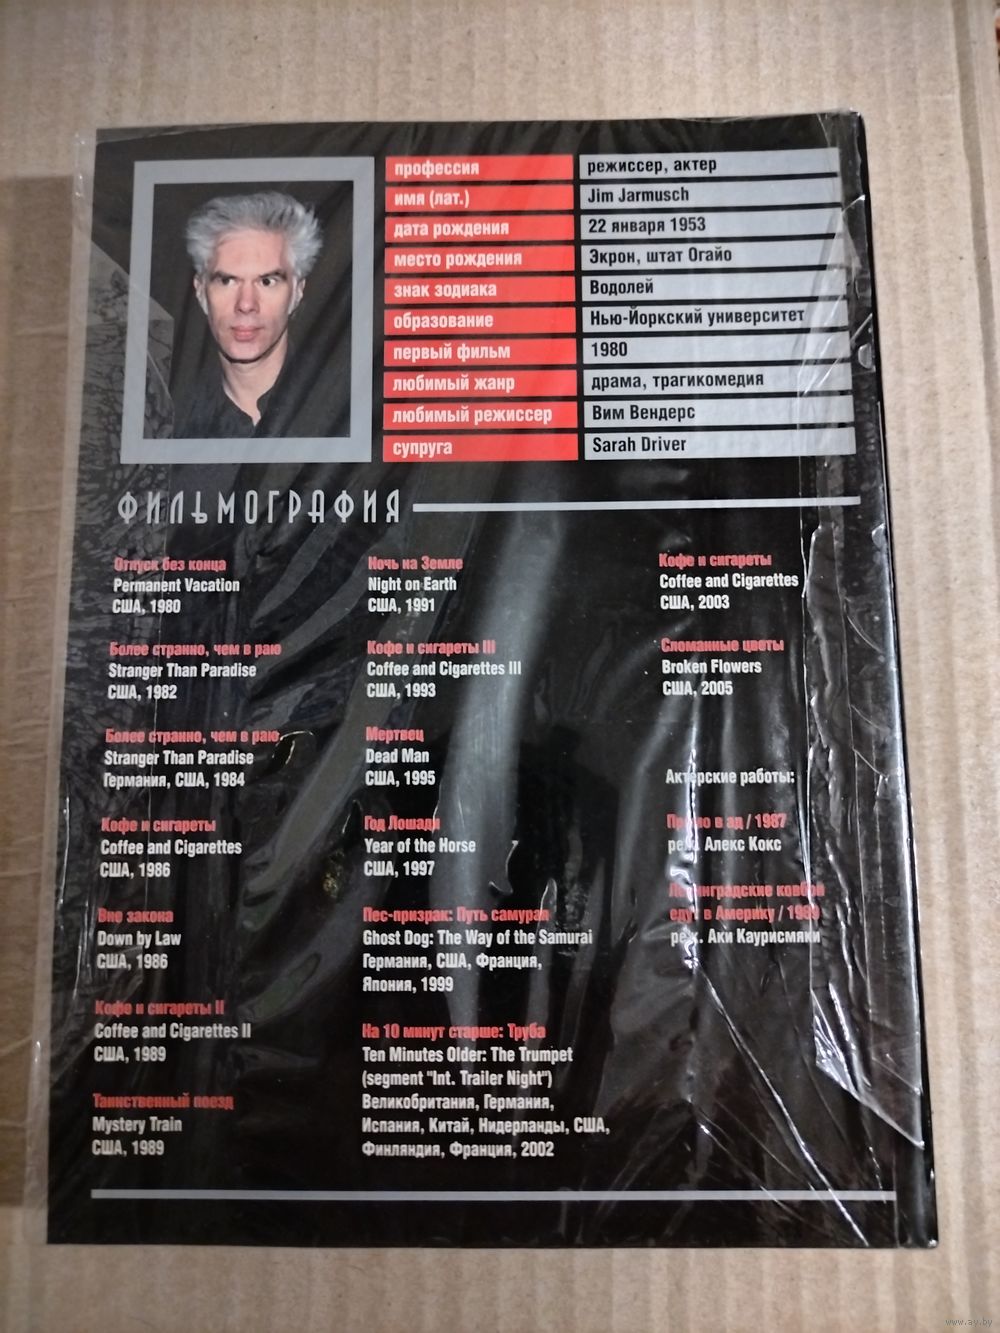 профессия режиссер, актер
имя (лат.) Jim Jarmusch
дата рождения 22 января 1953
место рождения Экрон, штат Огайо
знак зодиака Водолей
образование Нью-Йоркский университет
первый фильм 1980
любимый жанр драма, трагикомедия
любимый режиссер Вим Вендерс
супруга Sarah Driver
ФИЛЬМОГРАФИЯ
Отпуск без конца
Permanent Vacation
США, 1980
Более странно, чем в раю
Stranger Than Paradise
США, 1982
Более странно, чем в раю
Stranger Than Paradise
Германия, США, 1984
Кофе и сигареты
Coffee and Cigarettes
США, 1986
Вне закона
Down by Law
США, 1986
Кофе и сигареты II
Coffee and Cigarettes II
США, 1989
Таинственный поезд
Mystery Train
США, 1989
Ночь на Земле
Night on Earth
США, 1991
Кофе и сигареты III
Coffee and Cigarettes III
США, 1993
Мертвец
Dead Man
США, 1995
Год Лошади
Year of the Horse
США, 1997
Пес-призрак: Путь самурая
Ghost Dog: The Way of the Samurai
Германия, США, Франция,
Япония, 1999
На 10 минут старше: Труба
Ten Minutes Older: The Trumpet
(segment "Int. Trailer Night")
Великобритания, Германия,
Испания, Китай, Нидерланды, США,
Финляндия, Франция, 2002
Кофе и сигареты
Coffee and Cigarettes
США, 2003
Сломанные цветы
Broken Flowers
США, 2005
Актерские работы:
Прямо в ад / 1987
реж. Алекс Кокс
Ленинградские ковбои
едут в Америку / 1989
реж. Аки Каурисмяки
www.ay.by